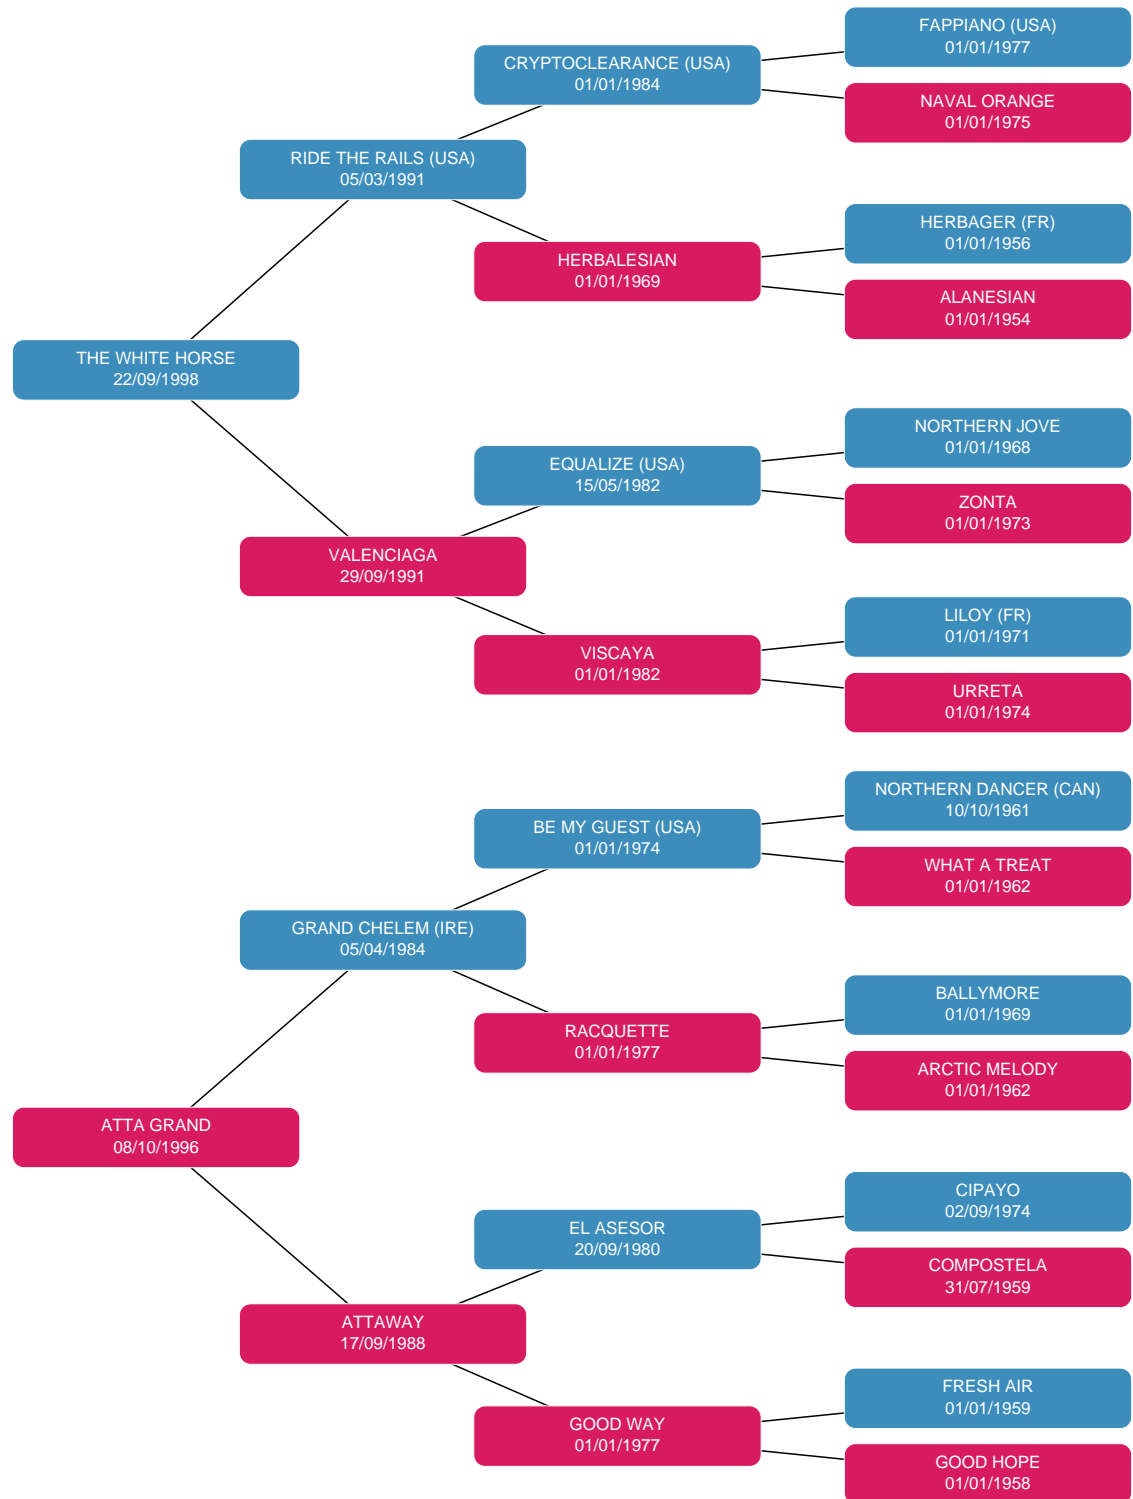 FAPPIANO (USA)
01/01/1977
CRYPTOCLEARANCE (USA)
01/01/1984
NAVAL ORANGE
01/01/1975
RIDE THE RAILS (USA)
05/03/1991
HERBAGER (FR)
01/01/1956
HERBALESIAN
01/01/1969
ALANESIAN
01/01/1954
THE WHITE HORSE
22/09/1998
NORTHERN JOVE
01/01/1968
EQUALIZE (USA)
15/05/1982
ZONTA
01/01/1973
VALENCIAGA
29/09/1991
LILOY (FR)
01/01/1971
VISCAYA
01/01/1982
URRETA
01/01/1974
NORTHERN DANCER (CAN)
10/10/1961
BE MY GUEST (USA)
01/01/1974
WHAT A TREAT
01/01/1962
GRAND CHELEM (IRE)
05/04/1984
BALLYMORE
01/01/1969
RACQUETTE
01/01/1977
ARCTIC MELODY
01/01/1962
ATTA GRAND
08/10/1996
CIPAYO
02/09/1974
EL ASESOR
20/09/1980
COMPOSTELA
31/07/1959
ATTAWAY
17/09/1988
FRESH AIR
01/01/1959
GOOD WAY
01/01/1977
GOOD HOPE
01/01/1958